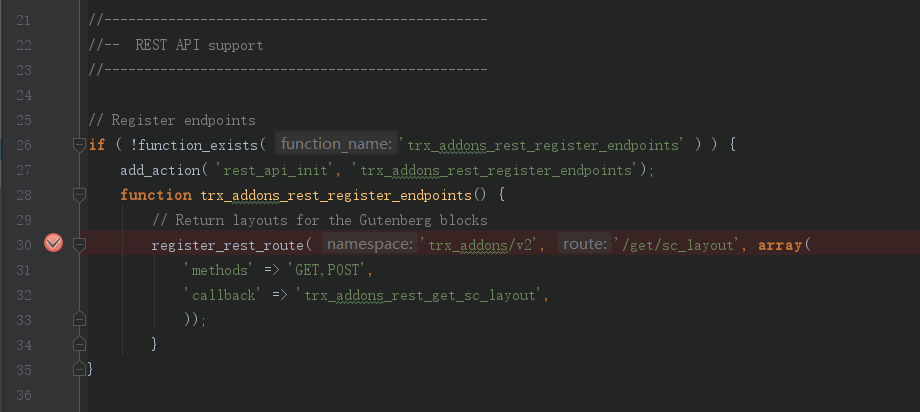 21 //------------------------------------------------
22 //--  REST API support
23 //------------------------------------------------
24
25 // Register endpoints
26 if ( !function_exists( function_name: 'trx_addons_rest_register_endpoints' ) ) {
27     add_action( 'rest_api_init', 'trx_addons_rest_register_endpoints');
28     function trx_addons_rest_register_endpoints() {
29         // Return layouts for the Gutenberg blocks
30         register_rest_route( namespace: 'trx_addons/v2', route: '/get/sc_layout', array(
31             'methods' => 'GET,POST',
32             'callback' => 'trx_addons_rest_get_sc_layout',
33             ));
34         }
35 }
36